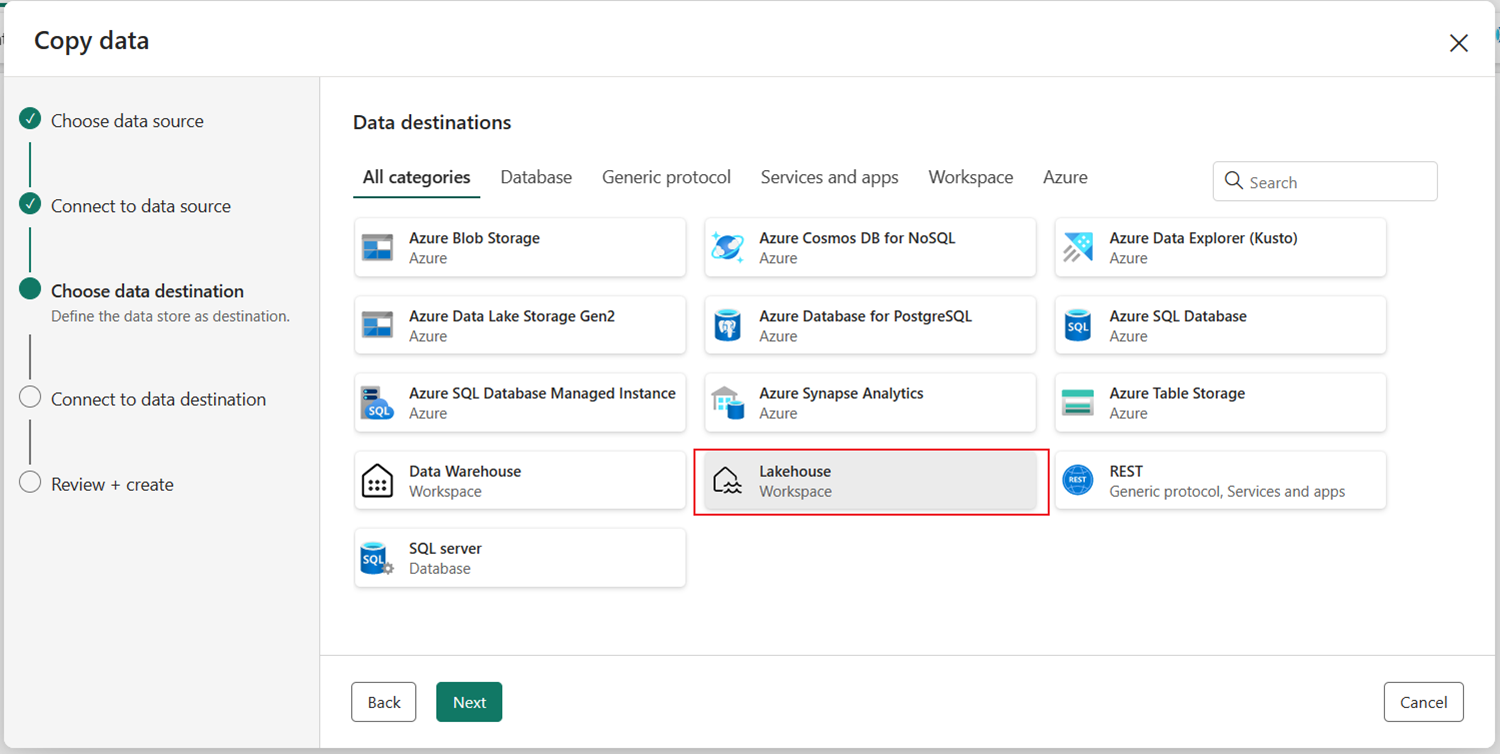 Copy data
Choose data source
Connect to data source
Choose data destination
Define the data store as destination.
Connect to data destination
Review + create
Data destinations
All categories Database Generic protocol Services and apps Workspace Azure Search
Azure Blob Storage
Azure
Azure Cosmos DB for NoSQL
Azure
Azure Data Explorer (Kusto)
Azure
Azure Data Lake Storage Gen2
Azure
Azure Database for PostgreSQL
Azure
SQL
Azure SQL Database
Azure
SQL
Azure SQL Database Managed Instance
Azure
Azure Synapse Analytics
Azure
Azure Table Storage
Azure
Data Warehouse
Workspace
Lakehouse
Workspace
REST
REST
Generic protocol, Services and apps
SQL
SQL server
Database
Back Next Cancel